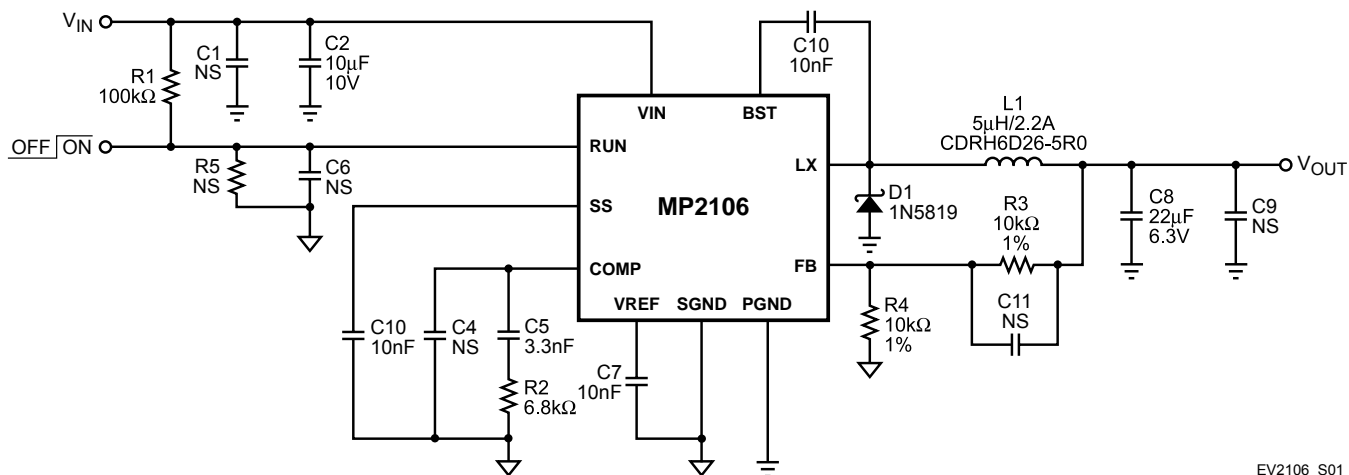 V_IN
C1
NS
C2
10μF
10V
R1
100kΩ
C10
10nF
VIN
BST
L1
5μH/2.2A
CDRH6D26-5R0
OFF ON
RUN
LX
V_OUT
R5
NS
C6
NS
SS
MP2106
D1
1N5819
R3
10kΩ
1%
C8
22μF
6.3V
C9
NS
COMP
FB
VREF
SGND
PGND
C10
10nF
C4
NS
C5
3.3nF
R2
6.8kΩ
C7
10nF
R4
10kΩ
1%
C11
NS
EV2106_S01